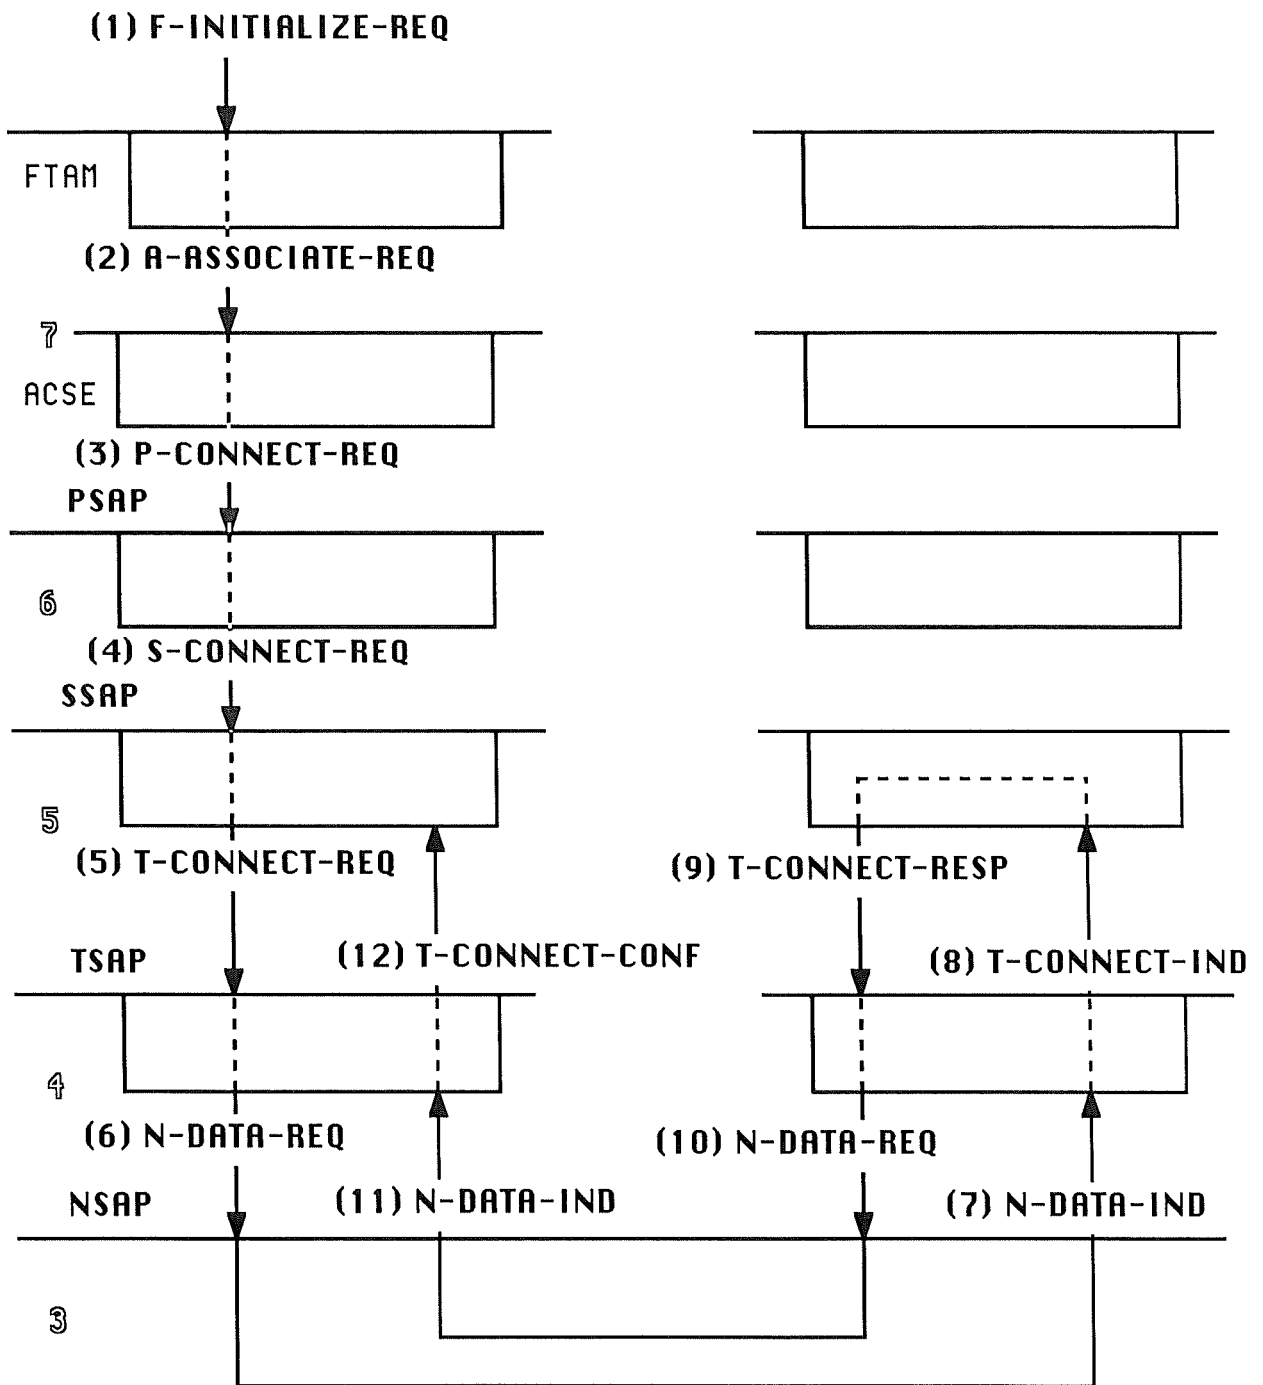 (1) F-INITIALIZE-REQ
FTAM
(2) A-ASSOCIATE-REQ
7
ACSE
(3) P-CONNECT-REQ
PSAP
6
(4) S-CONNECT-REQ
SSAP
5
(5) T-CONNECT-REQ
(9) T-CONNECT-RESP
TSAP
(12) T-CONNECT-CONF
(8) T-CONNECT-IND
4
(6) N-DATA-REQ
(10) N-DATA-REQ
NSAP
(11) N-DATA-IND
(7) N-DATA-IND
3